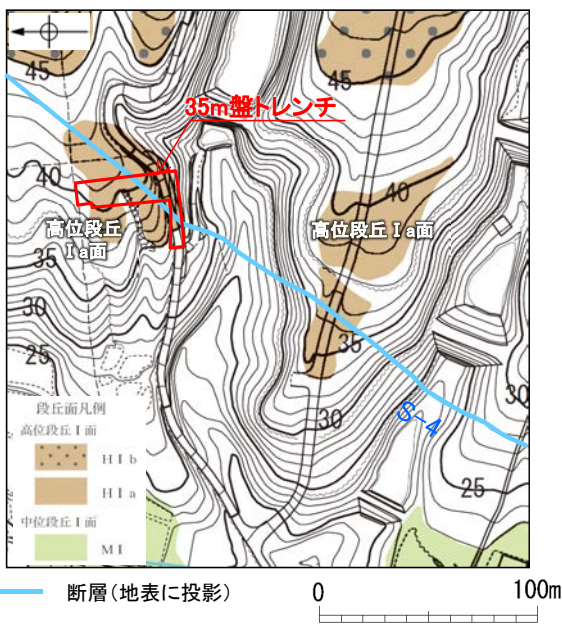 45
45
35m盤トレンチ
40
40
高位段丘
Ⅰa面
高位段丘Ⅰa面
35
30
35
25
30
30
S-4
25
段丘面凡例
高位段丘Ⅰ面
HⅠb
HⅠa
中位段丘Ⅰ面
MⅠ
断層(地表に投影)
0 100m